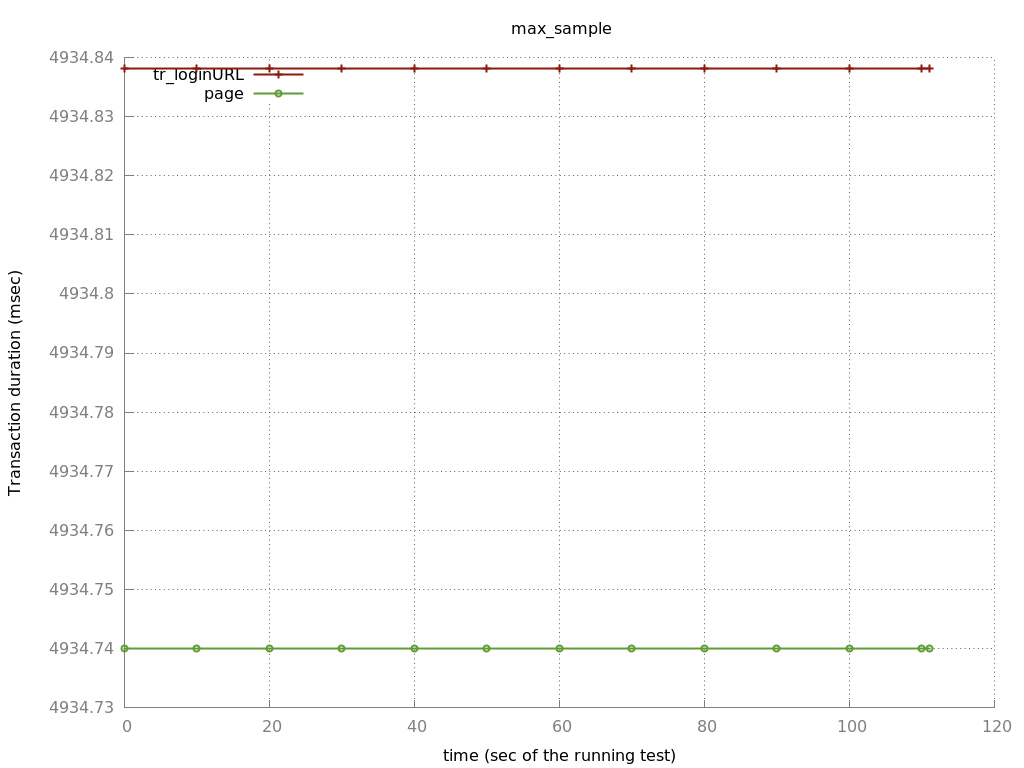 max_sample
4934.84
tr_loginURL
page
4934.83
4934.82
4934.81
4934.8
4934.79
4934.78
4934.77
4934.76
4934.75
4934.74
4934.73
Transaction duration (msec)
0 20 40 60 80 100 120
time (sec of the running test)